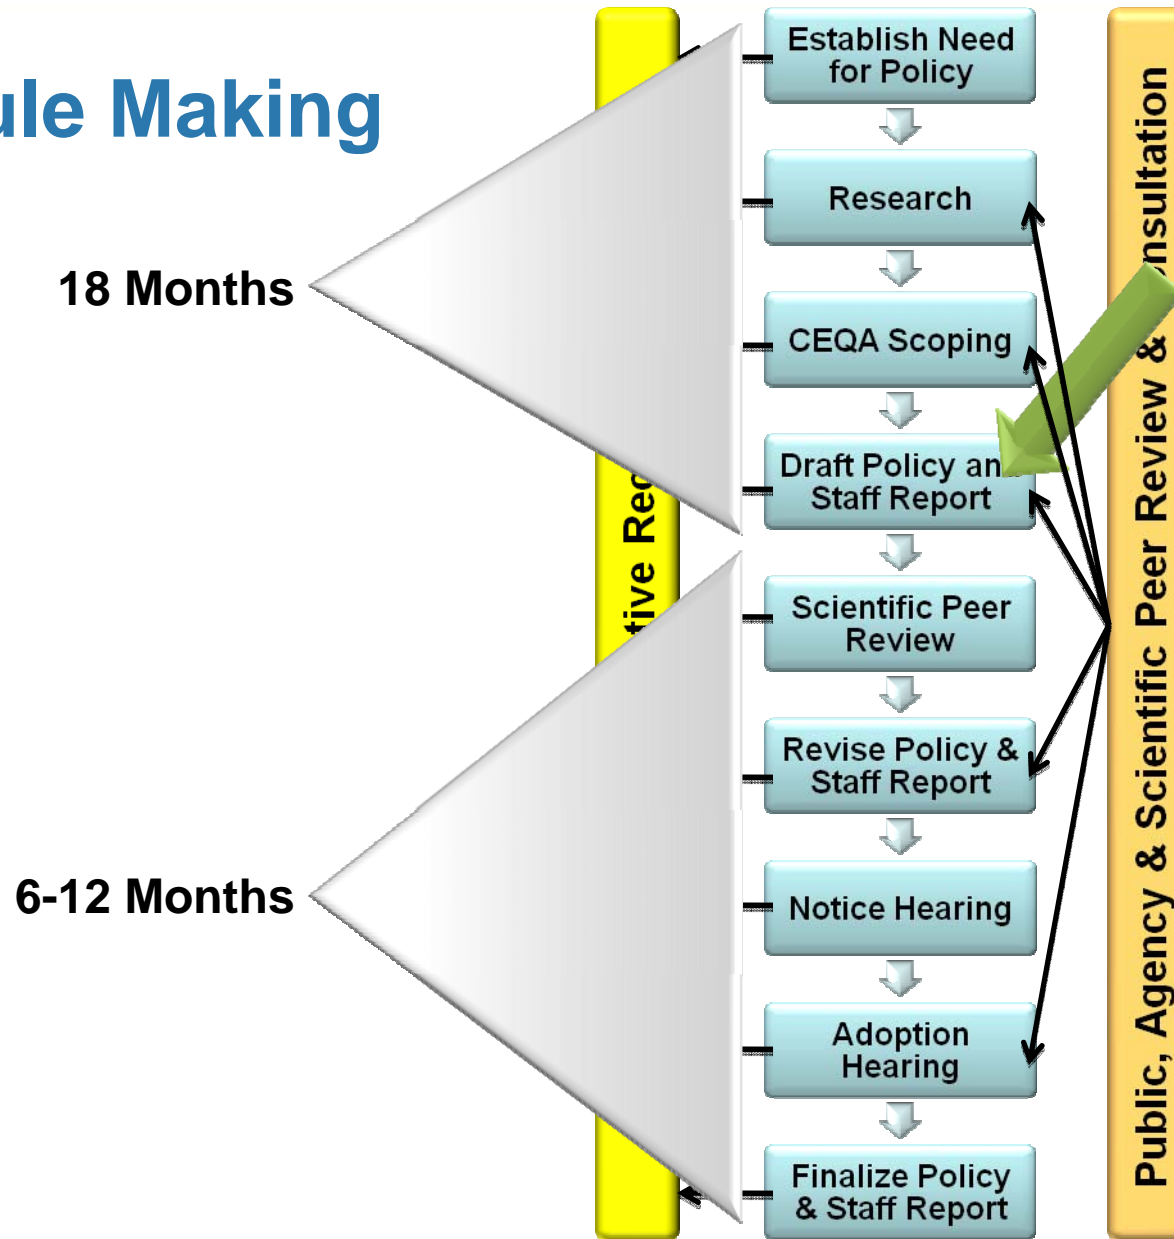 ule Making
18 Months
6-12 Months
tive Rec
Establish Need
for Policy
Research
CEQA Scoping
Draft Policy an
Staff Report
Scientific Peer
Review
Revise Policy &
Staff Report
Notice Hearing
Adoption
Hearing
Finalize Policy
& Staff Report
Public, Agency & Scientific Peer Review & nsultation